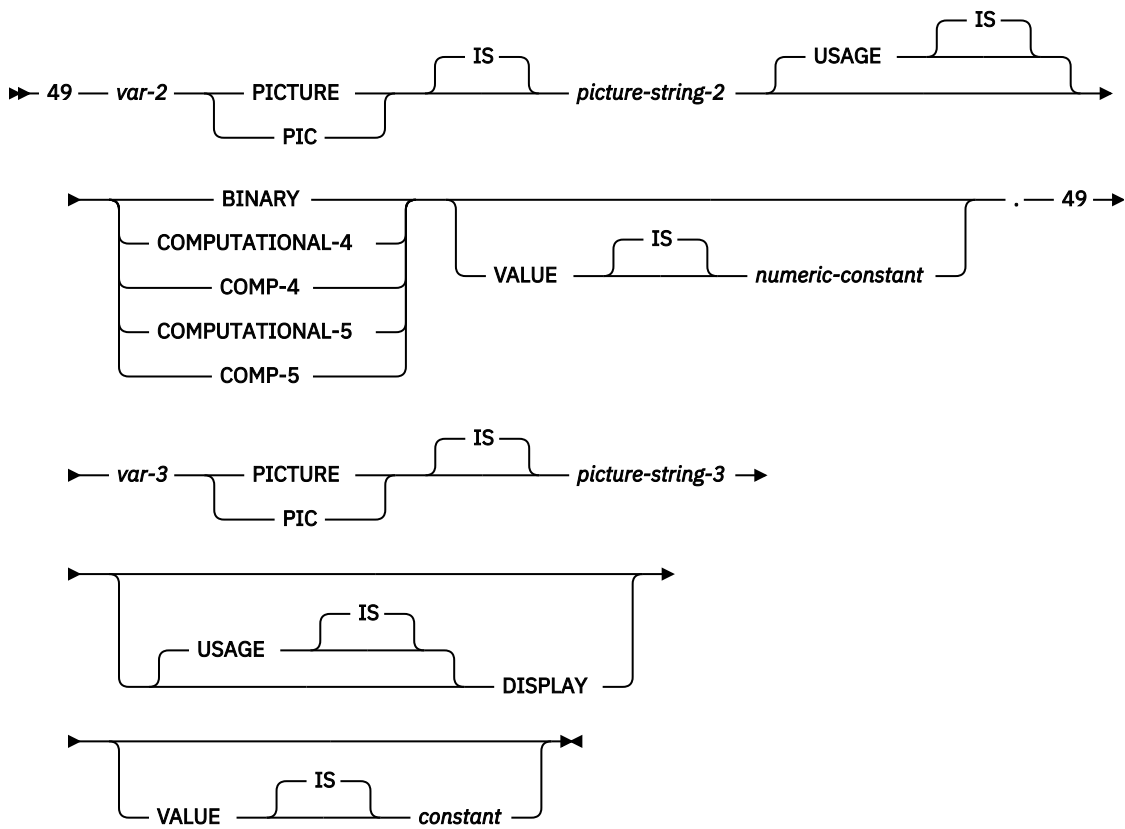 IS
IS USAGE
49 var-2 PICTURE picture-string-2
PIC
BINARY . 49
COMPUTATIONAL-4 IS
COMP-4 VALUE numeric-constant
COMPUTATIONAL-5
COMP-5
IS
var-3 PICTURE picture-string-3
PIC
IS
USAGE
DISPLAY
IS
VALUE constant